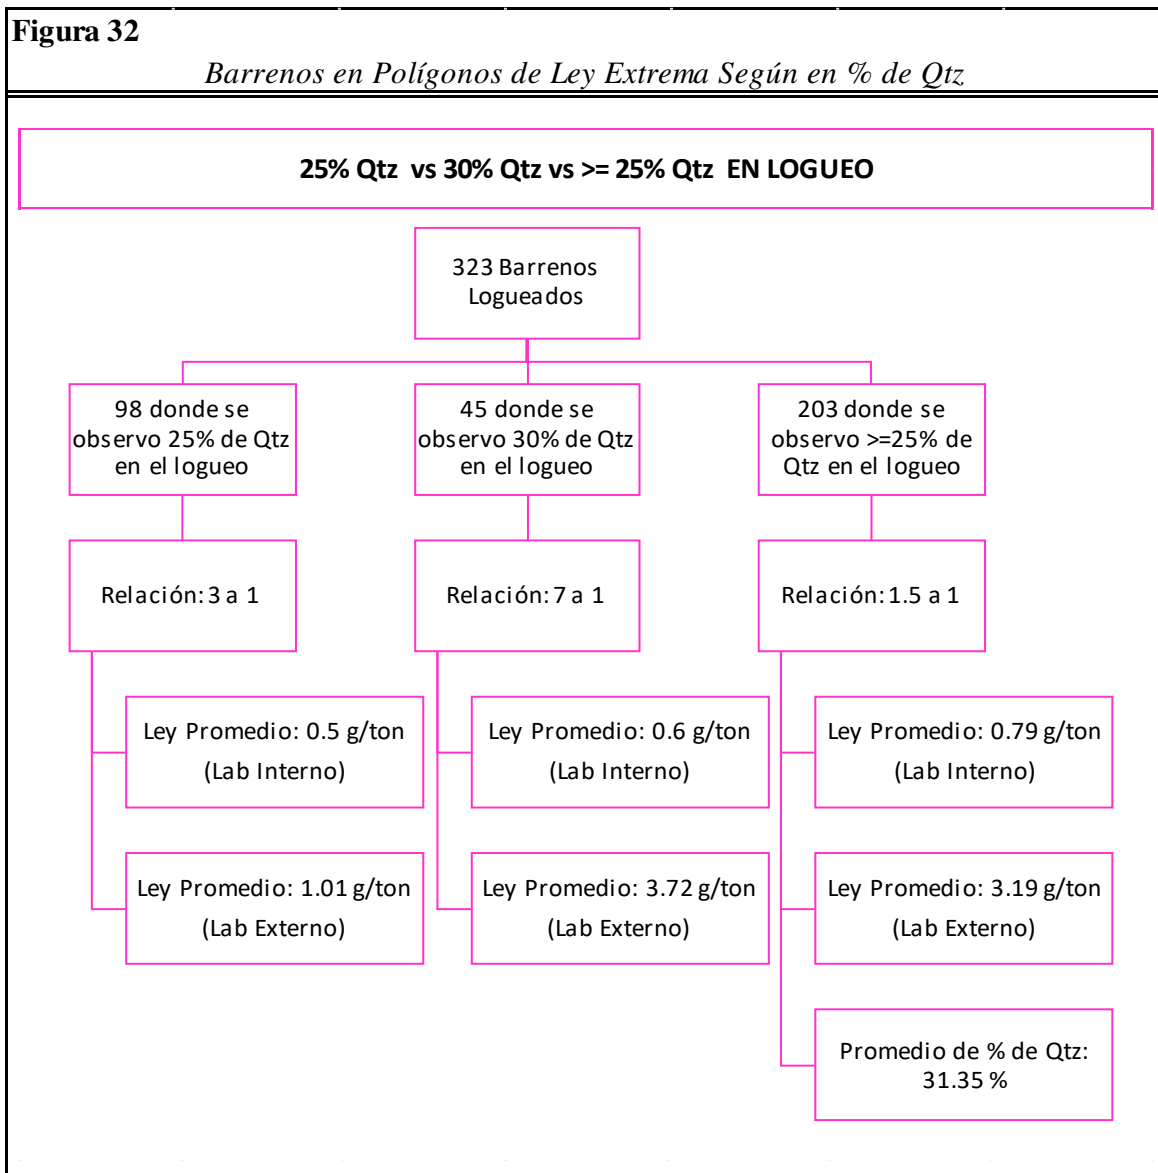 Figura 32
Barrenos en Polígonos de Ley Extrema Según en % de Qtz
25% Qtz vs 30% Qtz vs >= 25% Qtz EN LOGUEO
323 Barrenos
Logueados
98 donde se
observo 25% de Qtz
en el logueo
45 donde se
observo 30% de Qtz
en el logueo
203 donde se
observo >=25% de
Qtz en el logueo
Relación: 3 a 1
Relación: 7 a 1
Relación: 1.5 a 1
Ley Promedio: 0.5 g/ton
(Lab Interno)
Ley Promedio: 0.6 g/ton
(Lab Interno)
Ley Promedio: 0.79 g/ton
(Lab Interno)
Ley Promedio: 1.01 g/ton
(Lab Externo)
Ley Promedio: 3.72 g/ton
(Lab Externo)
Ley Promedio: 3.19 g/ton
(Lab Externo)
Promedio de % de Qtz:
31.35 %